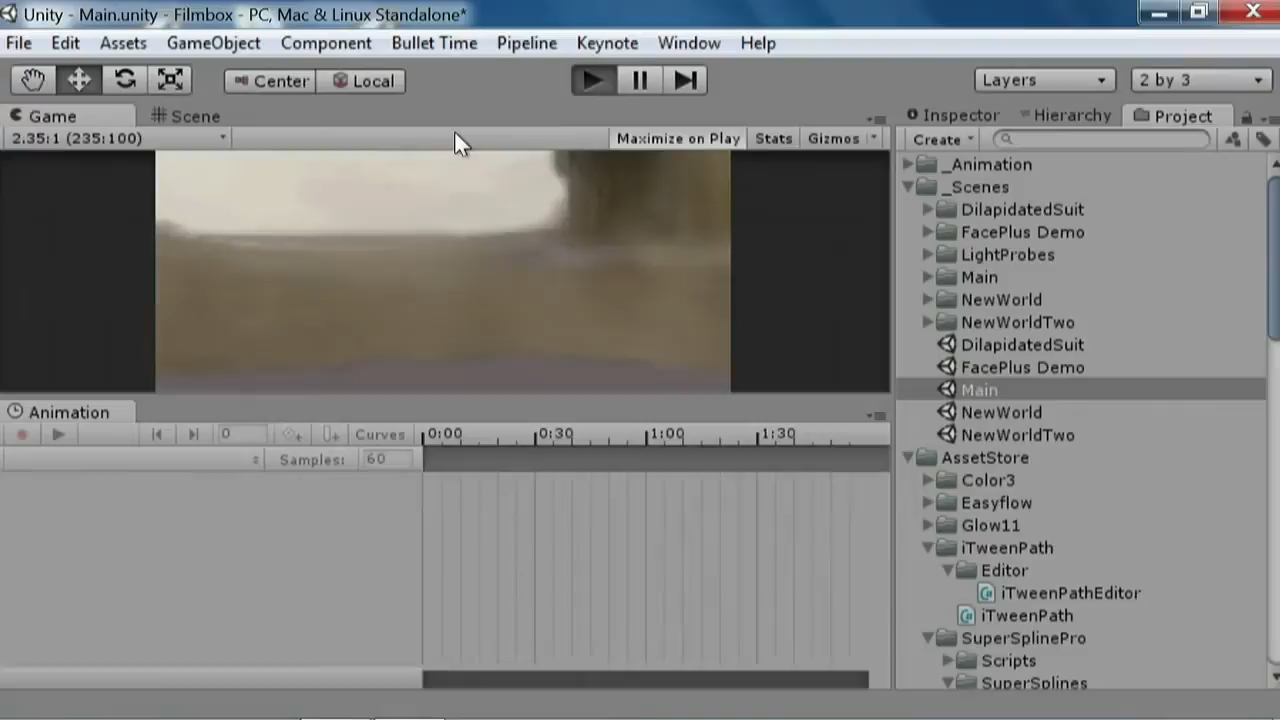 Unity - Main.unity - Filmbox - PC, Mac & Linux Standalone*
File Edit Assets GameObject Component Bullet Time Pipeline Keynote Window Help
Center Local Layers 2 by 3
Game Scene Inspector Hierarchy Project
2.35:1 (235:100) Maximize on Play Stats Gizmos Create
_Animation
_Scenes
DilapidatedSuit
FacePlus Demo
LightProbes
Main
NewWorld
NewWorldTwo
DilapidatedSuit
FacePlus Demo
Main
NewWorld
NewWorldTwo
AssetStore
Color3
Easyflow
Glow11
iTweenPath
Editor
iTweenPathEditor
iTweenPath
SuperSplinePro
Scripts
SuperSplines
Animation
0 Curves 0:00 0:30 1:00 1:30
Samples: 60